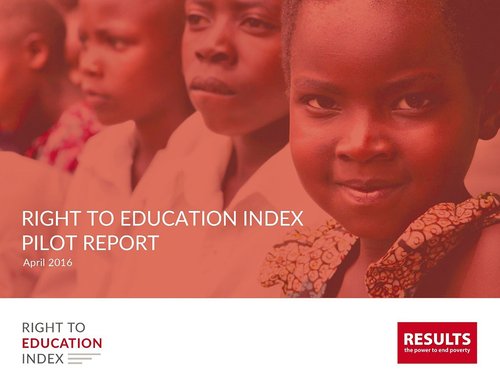 RIGHT TO EDUCATION INDEX
PILOT REPORT
April 2016
RIGHT TO
EDUCATION
INDEX
RESULTS
the power to end poverty